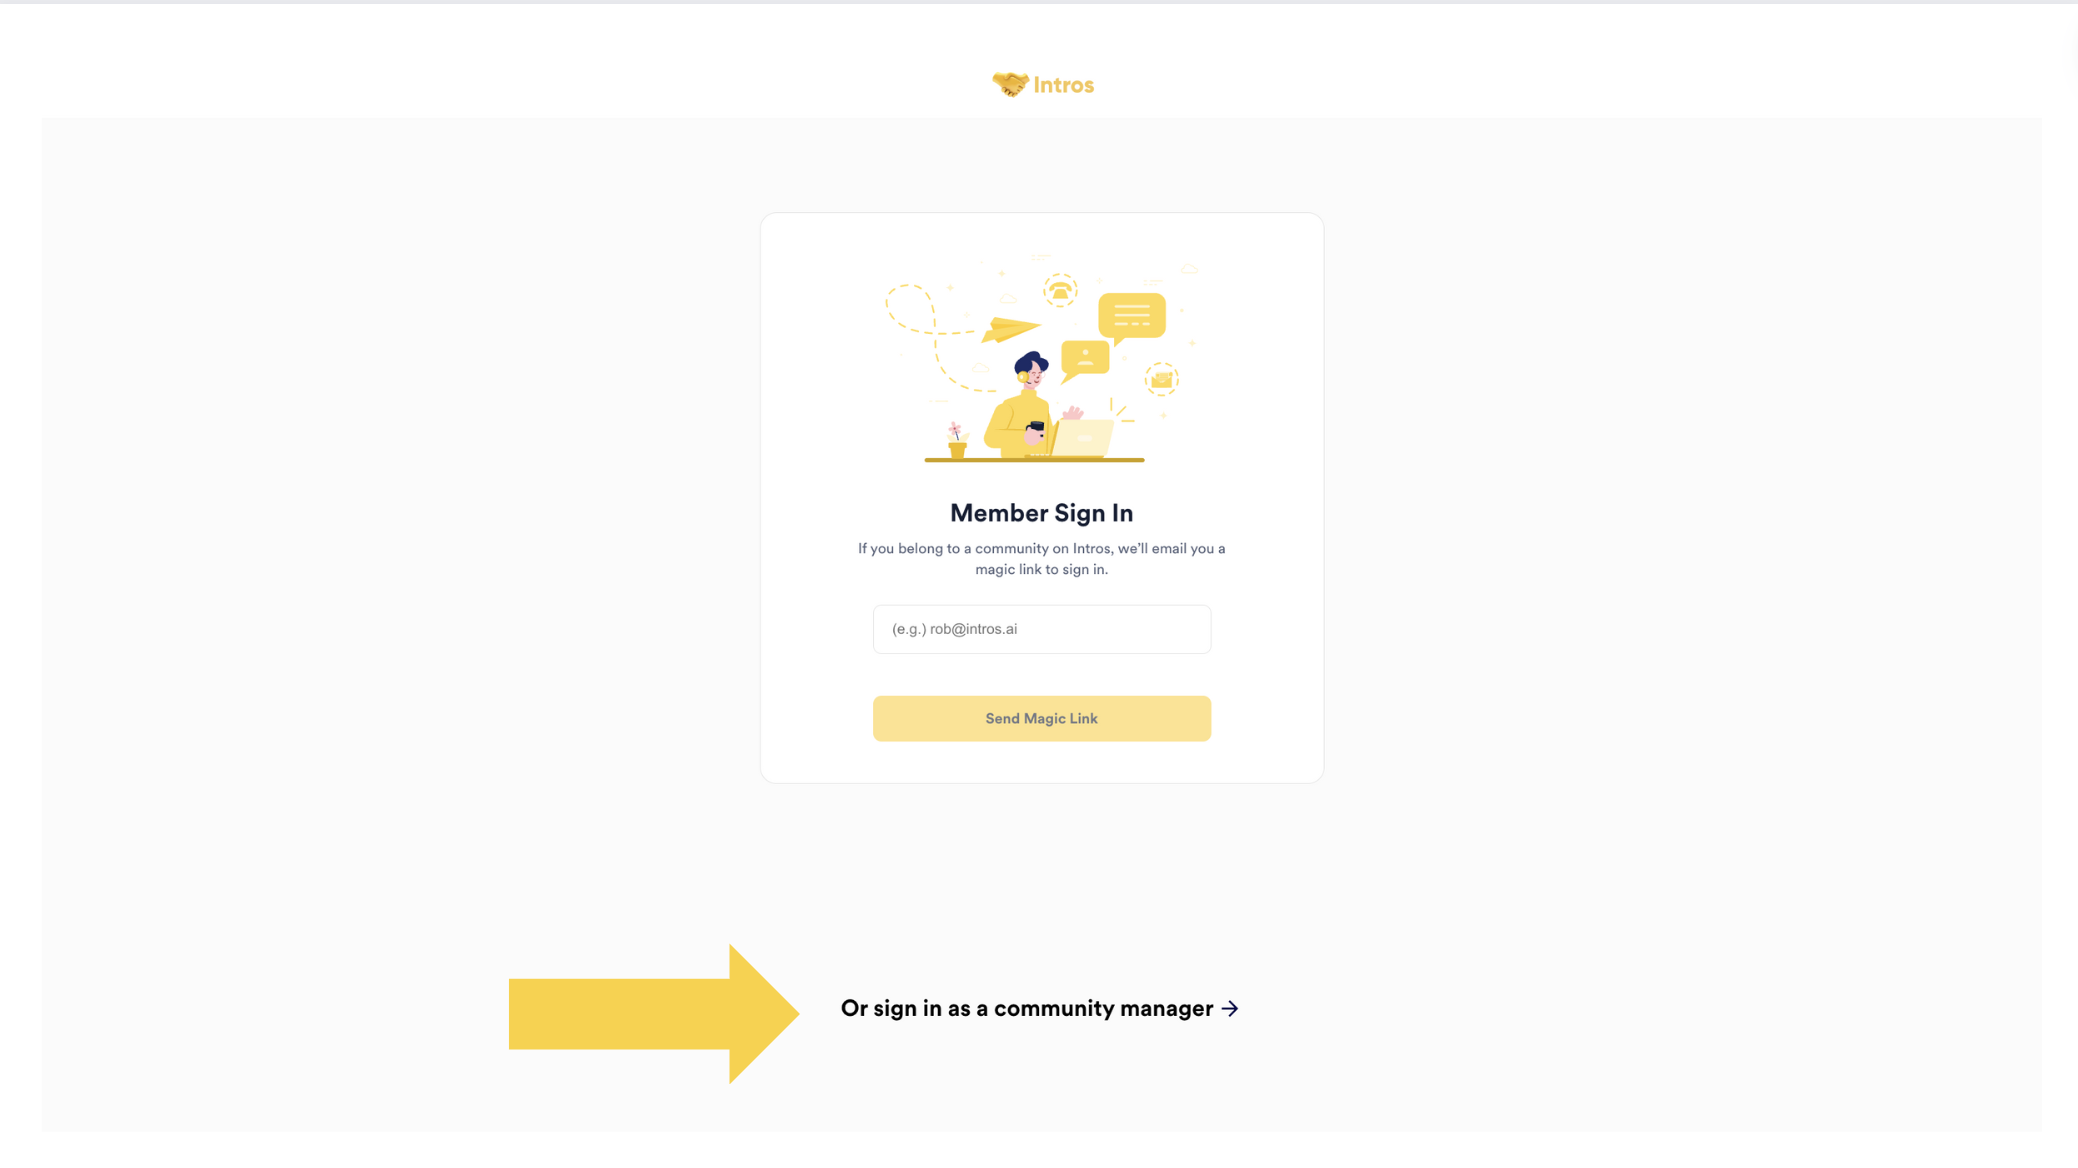 Intros
Member Sign In
If you belong to a community on Intros, we’ll email you a
magic link to sign in.
(e.g.) rob@intros.ai
Send Magic Link
Or sign in as a community manager →